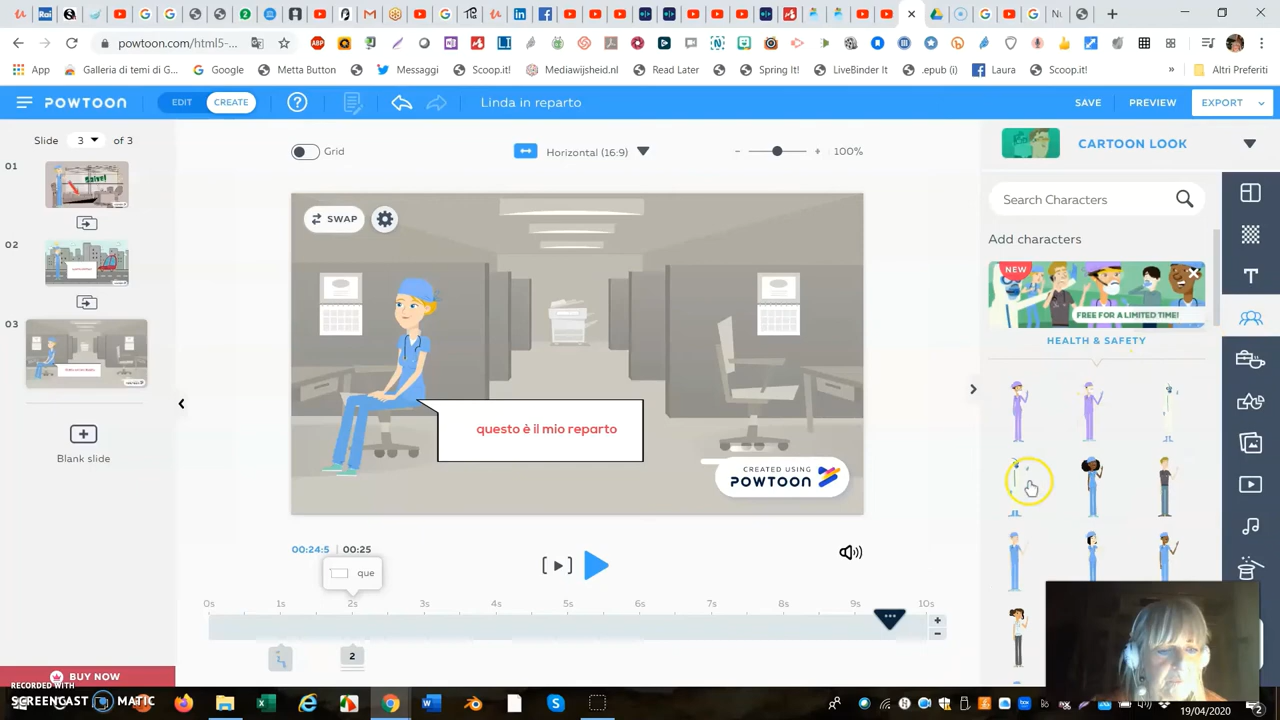 powtoon.com/html5-...
App
Galleria di temi di G...
Google
Metta Button
Messaggi
Scoop.it!
Mediawijsheid.nl
Read Later
Spring It!
LiveBinder It
.epub (i)
Laura
Scoop.it!
»
Altri Preferiti
POWTOON
EDIT
CREATE
Linda in reparto
SAVE
PREVIEW
EXPORT
Slide
3
of 3
Grid
Horizontal (16:9)
- + 100%
CARTOON LOOK
01
Salve!
02
03
Blank slide
SWAP
questo è il mio reparto
CREATED USING
POWTOON
Search Characters
Add characters
NEW
FREE FOR A LIMITED TIME!
HEALTH & SAFETY
00:24:5
00:25
que
0s 1s 2s 3s 4s 5s 6s 7s 8s 9s 10s
2
BUY NOW
RECORDED WITH
SCREENCAST MATIC
19/04/2020
2